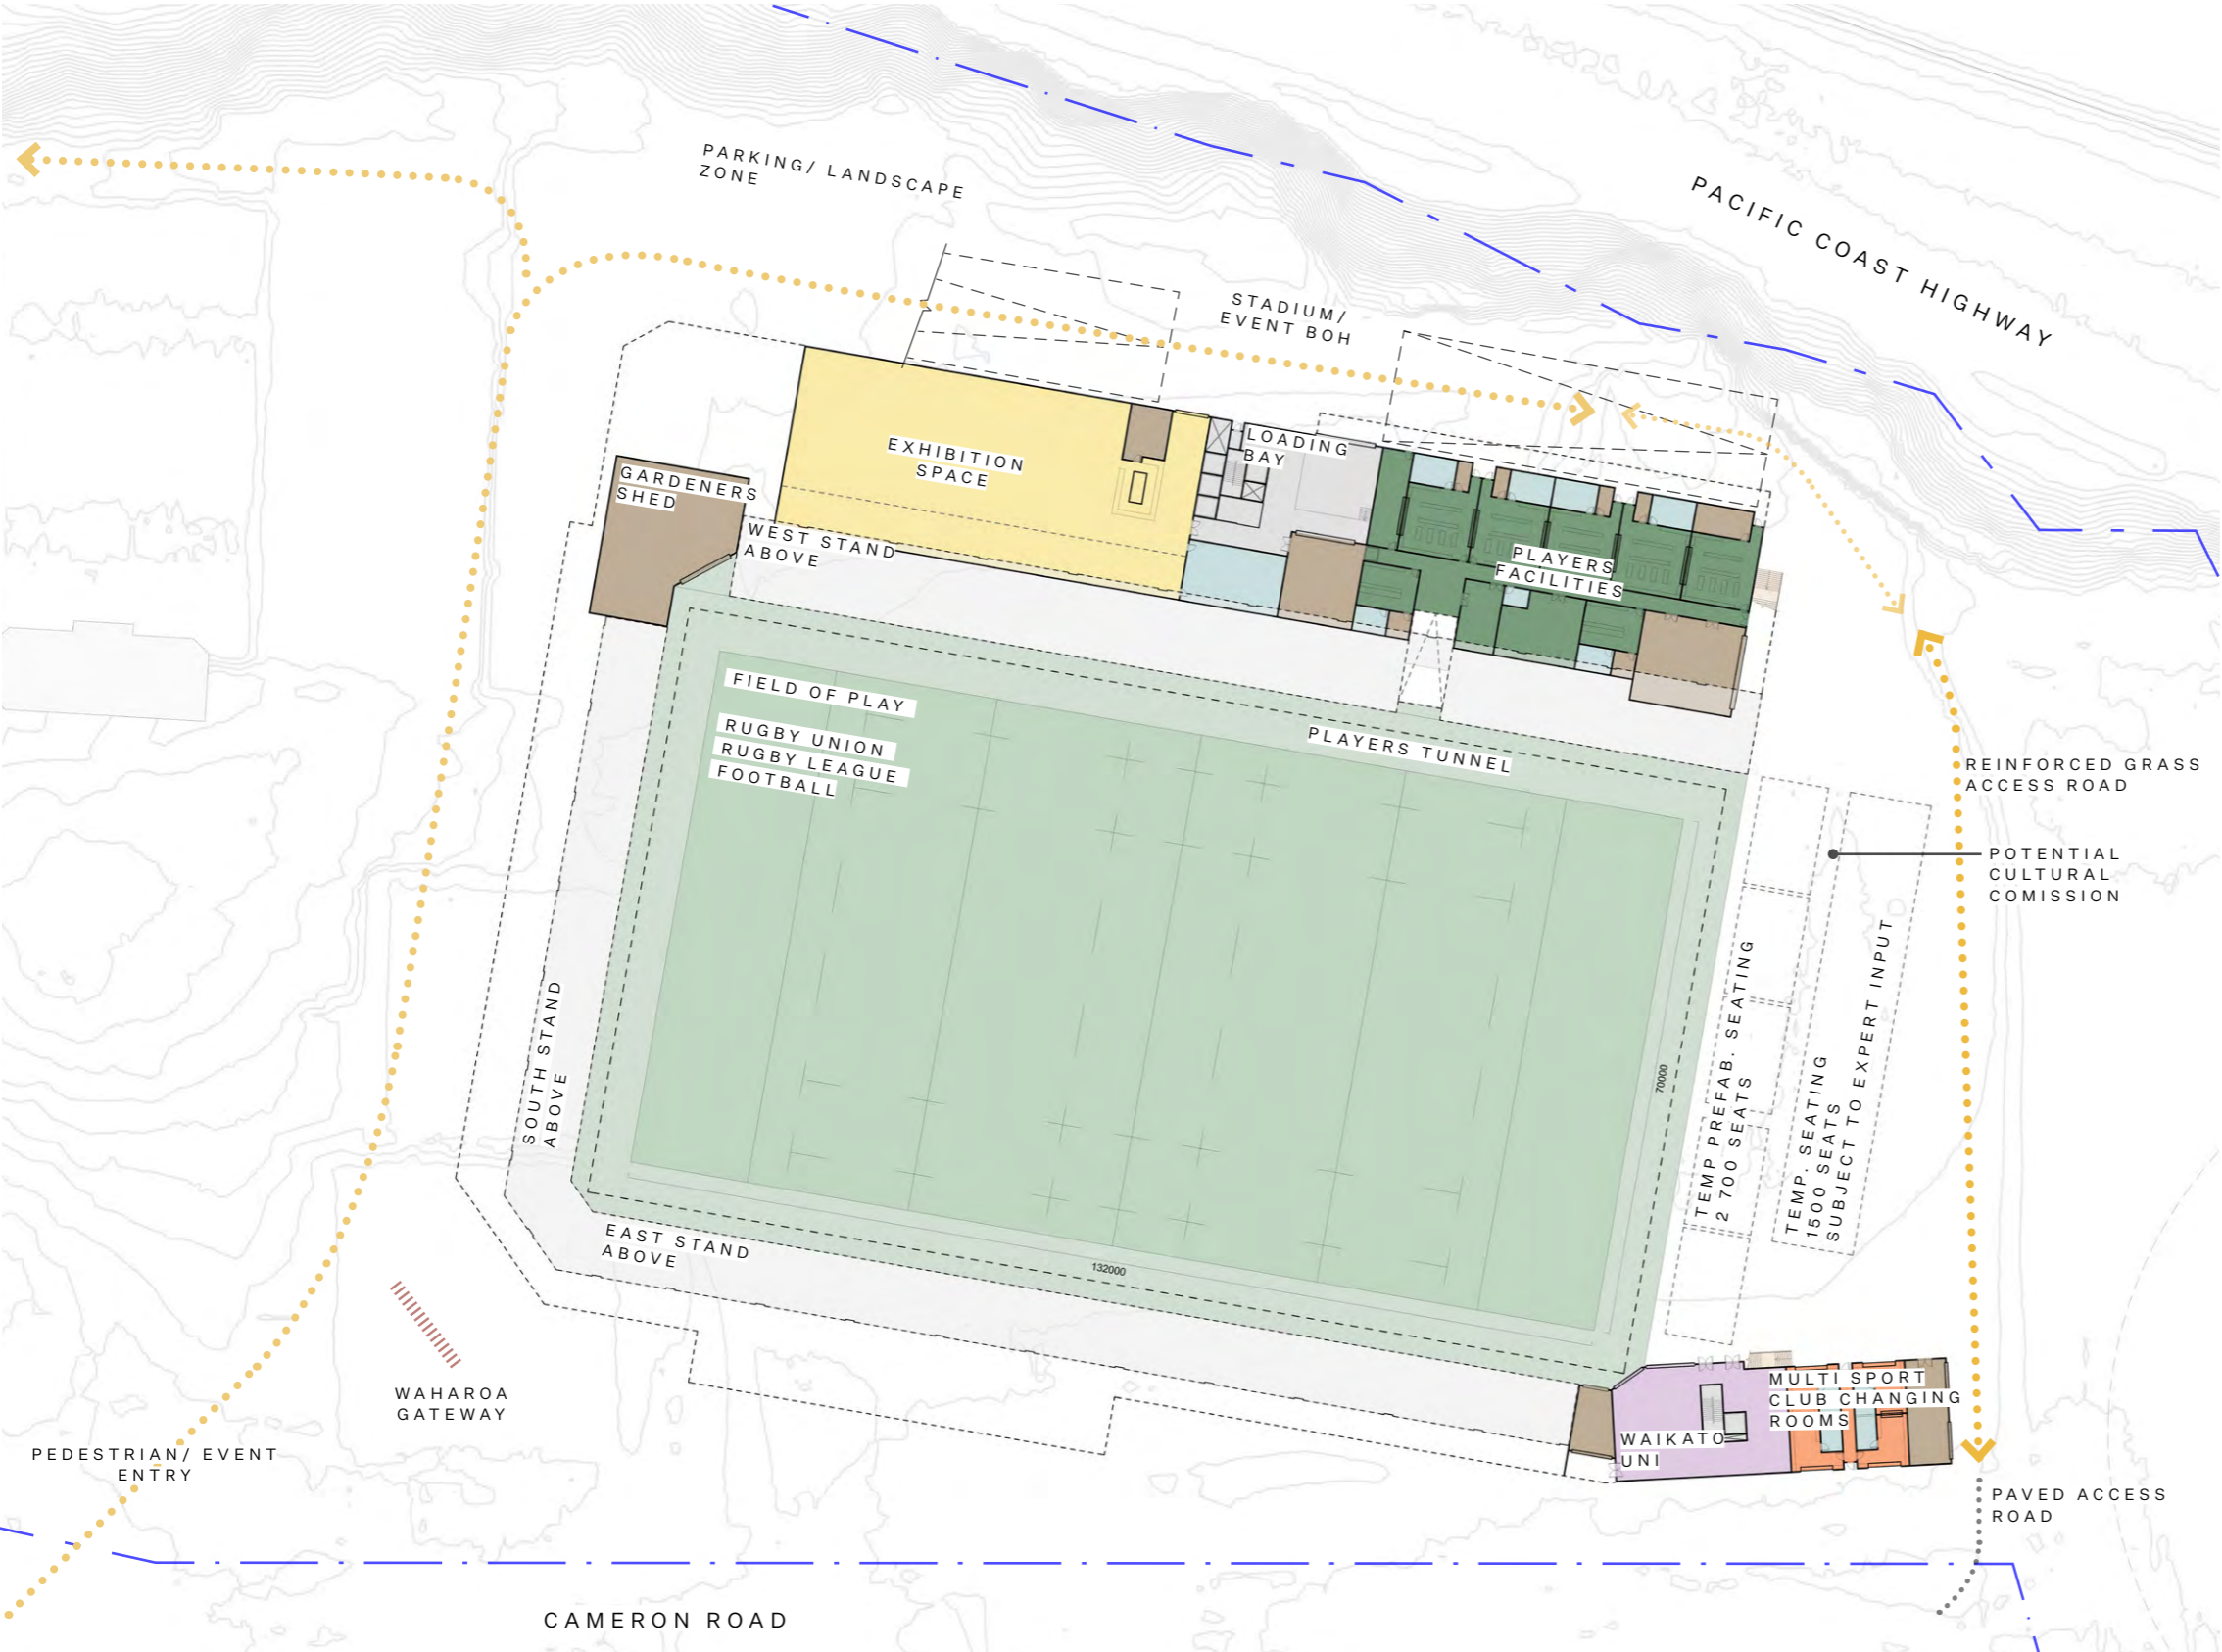 PARKING/ LANDSCAPE
ZONE
PACIFIC COAST HIGHWAY
STADIUM/
EVENT BOH
EXHIBITION
SPACE
LOADING
BAY
GARDENERS
SHED
WEST STAND
ABOVE
PLAYERS
FACILITIES
FIELD OF PLAY
RUGBY UNION
RUGBY LEAGUE
FOOTBALL
PLAYERS TUNNEL
REINFORCED GRASS
ACCESS ROAD
POTENTIAL
CULTURAL
COMISSION
SOUTH STAND
ABOVE
70000
TEMP PREFAB. SEATING
2 700 SEATS
TEMP. SEATING
1500 SEATS
SUBJECT TO EXPERT INPUT
EAST STAND
ABOVE
132000
WAHAROA
GATEWAY
PEDESTRIAN/ EVENT
ENTRY
MULTI SPORT
CLUB CHANGING
ROOMS
WAIKATO
UNI
PAVED ACCESS
ROAD
CAMERON ROAD